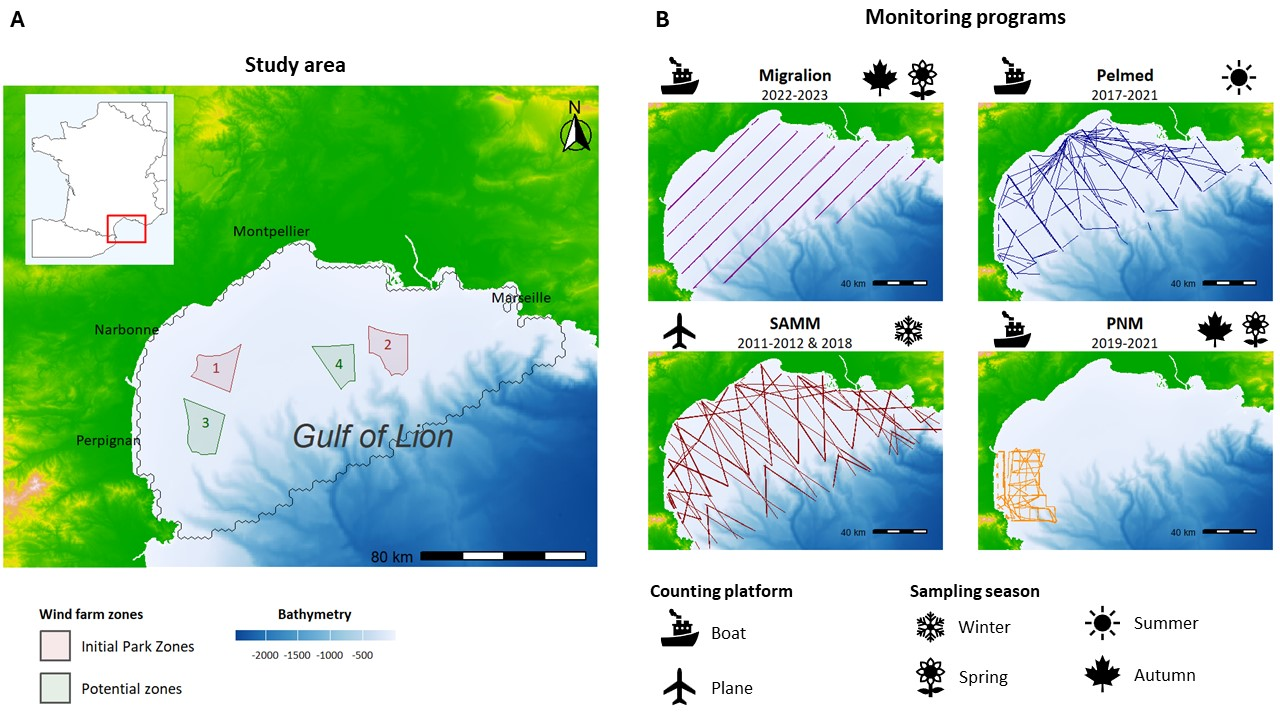 A
Study area
N
Montpellier
Marseille
Narbonne
1
2
4
3
Perpignan
Gulf of Lion
80 km
Wind farm zones
Initial Park Zones
Potential zones
Bathymetry
-2000 -1500 -1000 -500
B
Monitoring programs
Migralion
2022-2023
40 km
Pelmed
2017-2021
40 km
SAMM
2011-2012 & 2018
40 km
PNM
2019-2021
40 km
Counting platform
Boat
Plane
Sampling season
Winter
Summer
Spring
Autumn